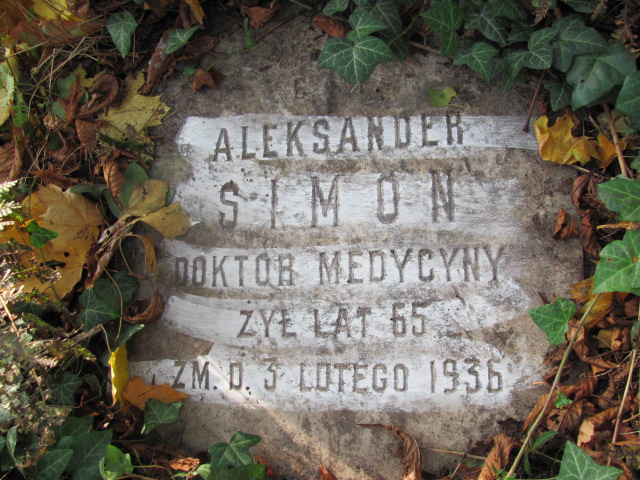 ALEKSANDER
SIMON
DOKTOR MEDYCYNY
ŻYŁ LAT 65
ZM. D. 3 LUTEGO 1936